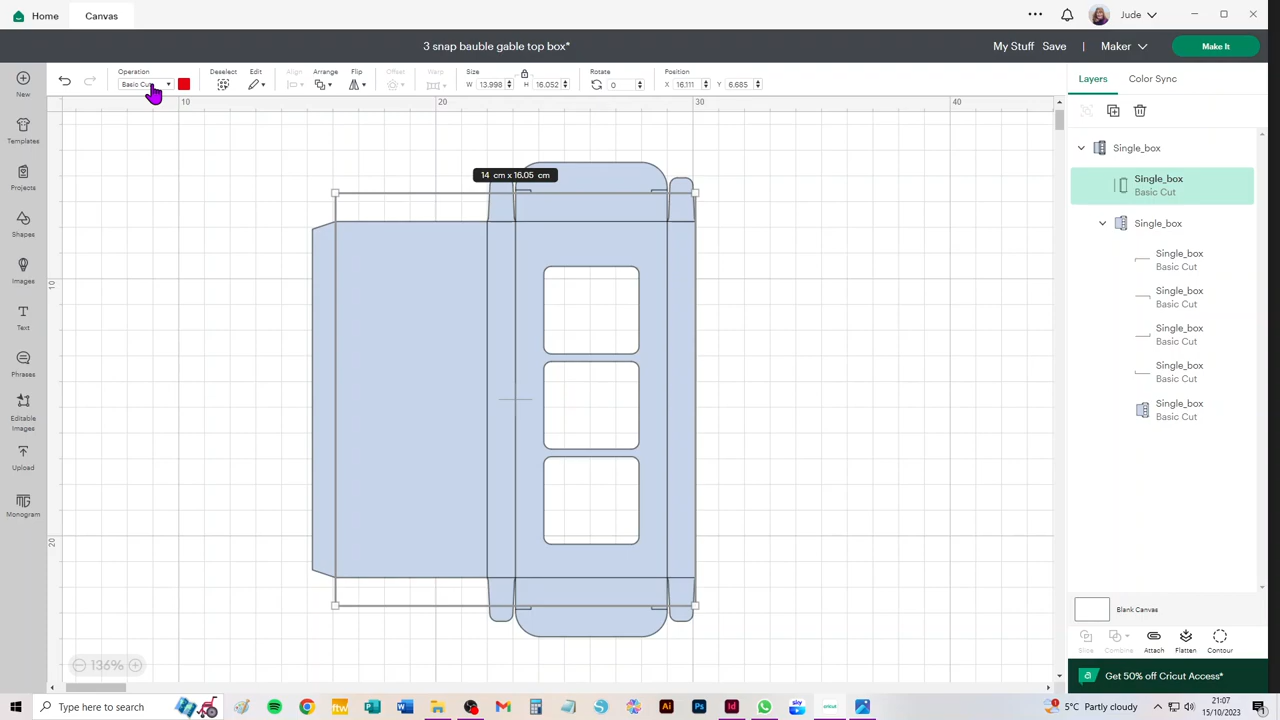 Home
Canvas
Jude
3 snap bauble gable top box*
My Stuff
Save
Maker
Make It
Operation
Basic Cut
Deselect
Edit
Align
Arrange
Flip
Offset
Warp
Size
W 13.998
H 16.052
Rotate
0
Position
X 16.111
Y 6.685
New
Templates
Projects
Shapes
Images
Text
Phrases
Editable Images
Upload
Monogram
10
20
30
40
10
20
14 cm x 16.05 cm
136%
Layers
Color Sync
Single_box
Single_box
Basic Cut
Single_box
Single_box
Basic Cut
Single_box
Basic Cut
Single_box
Basic Cut
Single_box
Basic Cut
Single_box
Basic Cut
Blank Canvas
Slice
Combine
Attach
Flatten
Contour
Get 50% off Cricut Access*
Type here to search
5°C Partly cloudy
21:07
15/10/2023